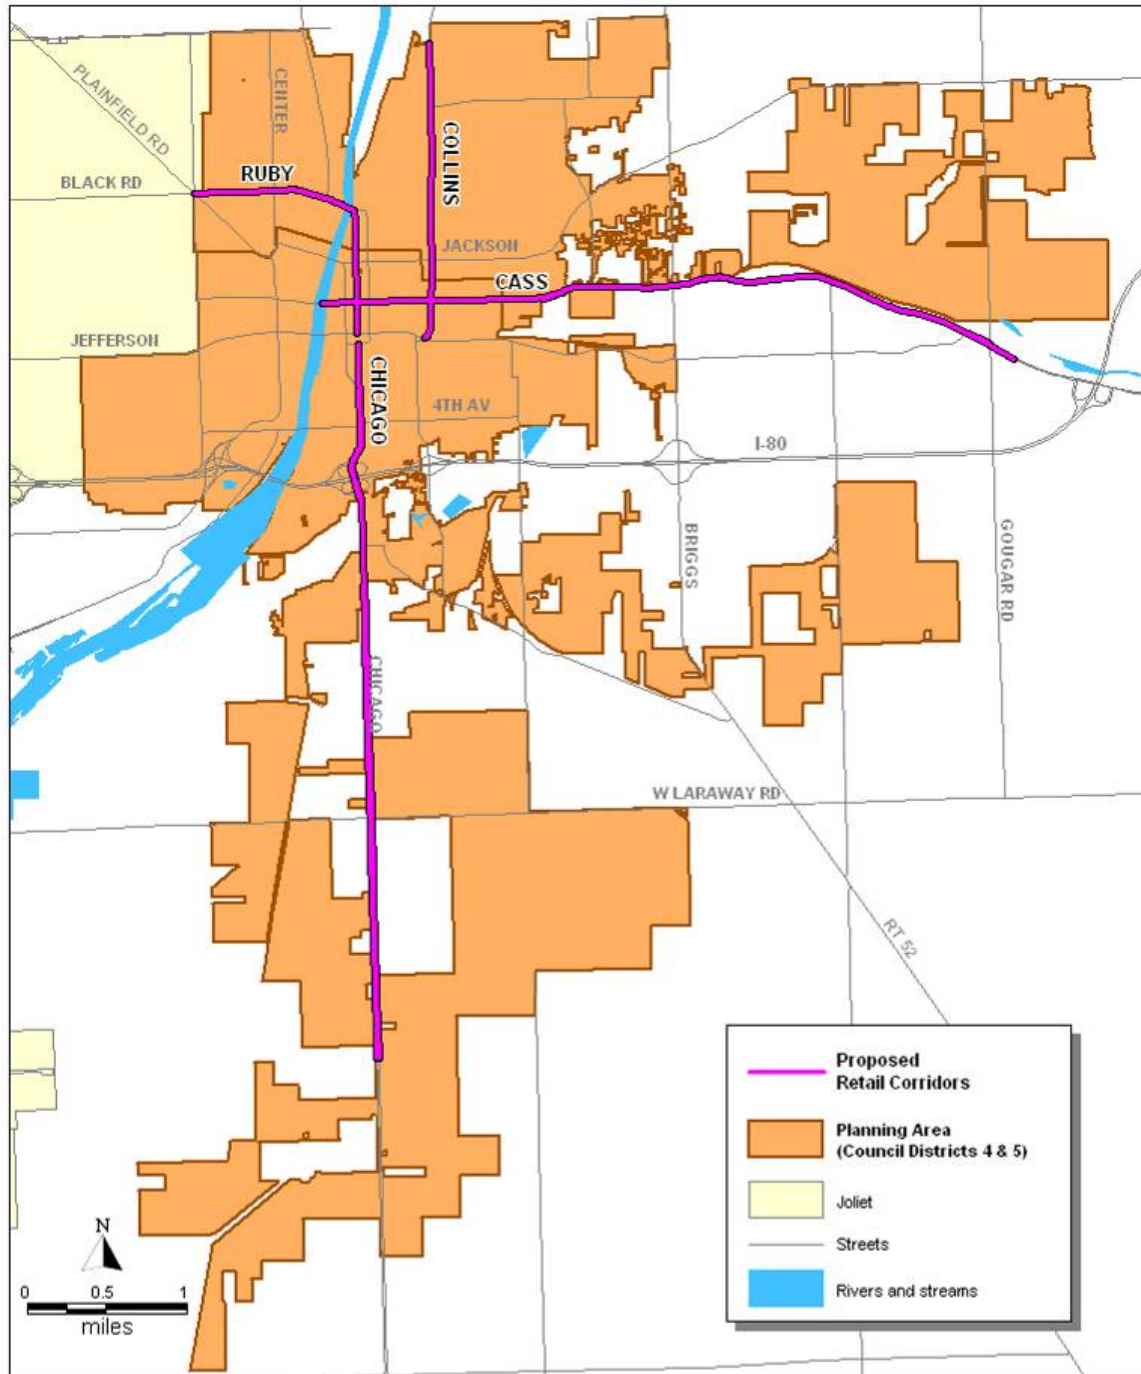 PLAINFIELD RD
CENTER
COLLINS
BLACK RD
RUBY
JACKSON
CASS
JEFFERSON
CHICAGO
4TH AV
I-80
BRIGGS
GOUGAR RD
CHICAGO
W LARAWAY RD
RT 52
Proposed
Retail Corridors
Planning Area
(Council Districts 4 & 5)
Joliet
Streets
Rivers and streams
N
0 0.5 1
miles